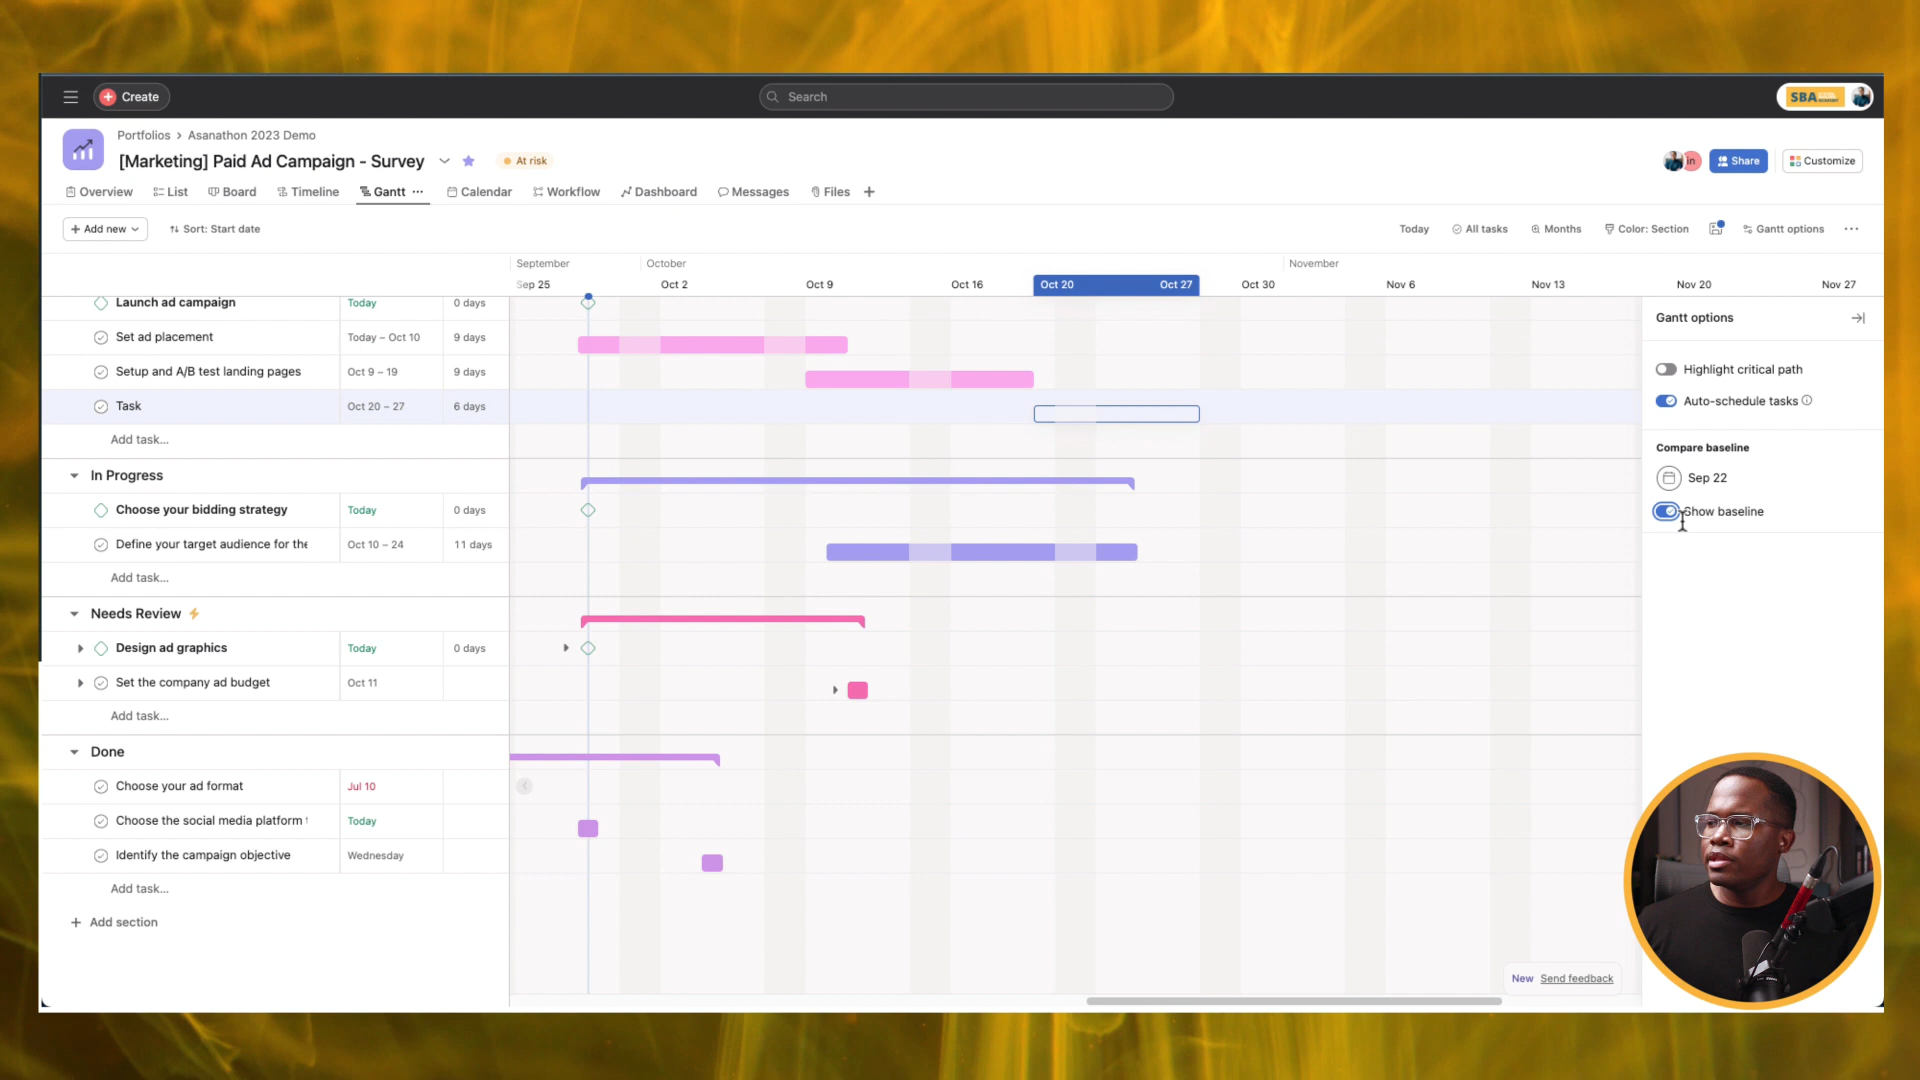 Create
Search
SBA
Portfolios › Asanathon 2023 Demo
[Marketing] Paid Ad Campaign - Survey
At risk
in
Share
Customize
Overview
List
Board
Timeline
Gantt
Calendar
Workflow
Dashboard
Messages
Files
Add new
Sort: Start date
Today
All tasks
Months
Color: Section
Gantt options
September
October
November
Sep 25
Oct 2
Oct 9
Oct 16
Oct 20
Oct 27
Oct 30
Nov 6
Nov 13
Nov 20
Nov 27
Launch ad campaign Today 0 days
Set ad placement Today – Oct 10 9 days
Setup and A/B test landing pages Oct 9 – 19 9 days
Task Oct 20 – 27 6 days
Add task...
In Progress
Choose your bidding strategy Today 0 days
Define your target audience for the Oct 10 – 24 11 days
Add task...
Needs Review
Design ad graphics Today 0 days
Set the company ad budget Oct 11
Add task...
Done
Choose your ad format Jul 10
Choose the social media platform Today
Identify the campaign objective Wednesday
Add task...
Add section
Gantt options
Highlight critical path
Auto-schedule tasks
Compare baseline
Sep 22
Show baseline
New Send feedback